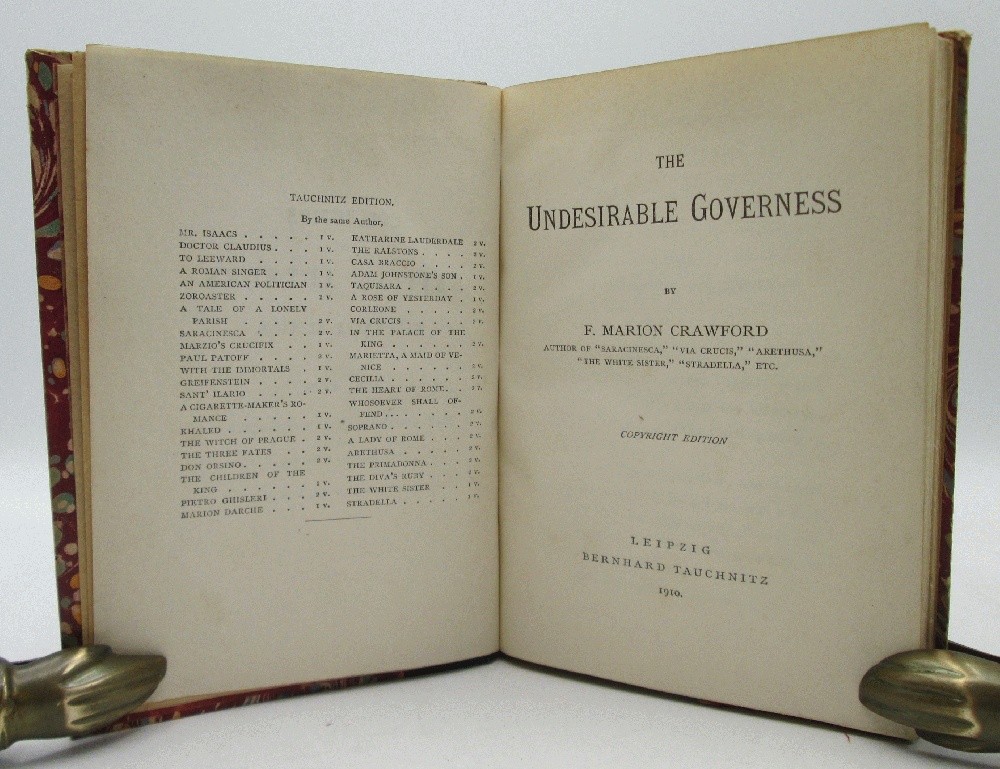 TAUCHNITZ EDITION.
By the same Author,
MR. ISAACS . . . . . 1 v.
DOCTOR CLAUDIUS . . . 1 v.
TO LEEWARD . . . . 1 v.
A ROMAN SINGER . . . 1 v.
AN AMERICAN POLITICIAN 1 v.
ZOROASTER . . . . . 1 v.
A TALE OF A LONELY
PARISH . . . . . 2 v.
SARACINESCA . . . . 2 v.
MARZIO'S CRUCIFIX . . 1 v.
PAUL PATOFF . . . . 2 v.
WITH THE IMMORTALS . 1 v.
GREIFENSTEIN . . . . 2 v.
SANT' ILARIO . . . . 2 v.
A CIGARETTE-MAKER'S RO-
MANCE . . . . . 1 v.
KHALED . . . . . . 1 v.
THE WITCH OF PRAGUE . 2 v.
THE THREE FATES . . 2 v.
DON ORSINO . . . . . 2 v.
THE CHILDREN OF THE
KING . . . . . . 1 v.
PIETRO GHISLERI . . . 2 v.
MARION DARCHE . . . 1 v.
KATHARINE LAUDERDALE 2 v.
THE RALSTONS . . . . 2 v.
CASA BRACCIO . . . . 2 v.
ADAM JOHNSTONE'S SON . 1 v.
TAQUISARA . . . . . 2 v.
A ROSE OF YESTERDAY . 1 v.
CORLEONE . . . . . 2 v.
VIA CRUCIS . . . . .
IN THE PALACE OF THE
KING . . . . . . 2 v.
MARIETTA, A MAID OF VE-
NICE . . . . . .
CECILIA . . . . . .
THE HEART OF ROME . .
WHOSOEVER SHALL OF-
FEND . . . . . . . . 2 v.
SOPRANO . . . . . . 2 v.
A LADY OF ROME . . . 2 v.
ARETHUSA . . . . . 2 v.
THE PRIMADONNA . . .
THE DIVA'S RUBY . . .
THE WHITE SISTER . . 1 v.
STRADELLA . . . . . 1 v.
THE
UNDESIRABLE GOVERNESS
BY
F. MARION CRAWFORD
AUTHOR OF "SARACINESCA," "VIA CRUCIS," "ARETHUSA,"
"THE WHITE SISTER," "STRADELLA," ETC.
COPYRIGHT EDITION
LEIPZIG
BERNHARD TAUCHNITZ
1910.